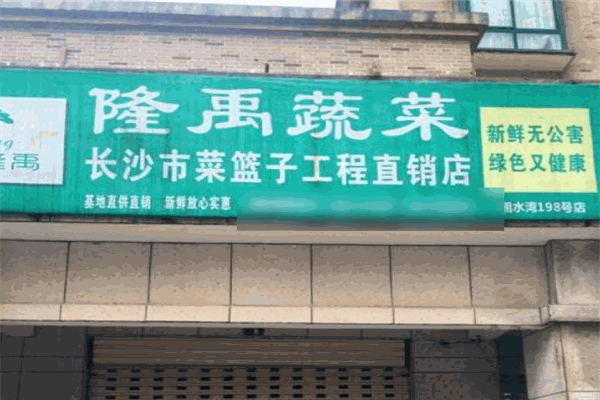 隆禹蔬菜
长沙市菜篮子工程直销店
基地直供直销 新鲜放心实惠
新鲜无公害
绿色又健康
水湾198号店
隆禹